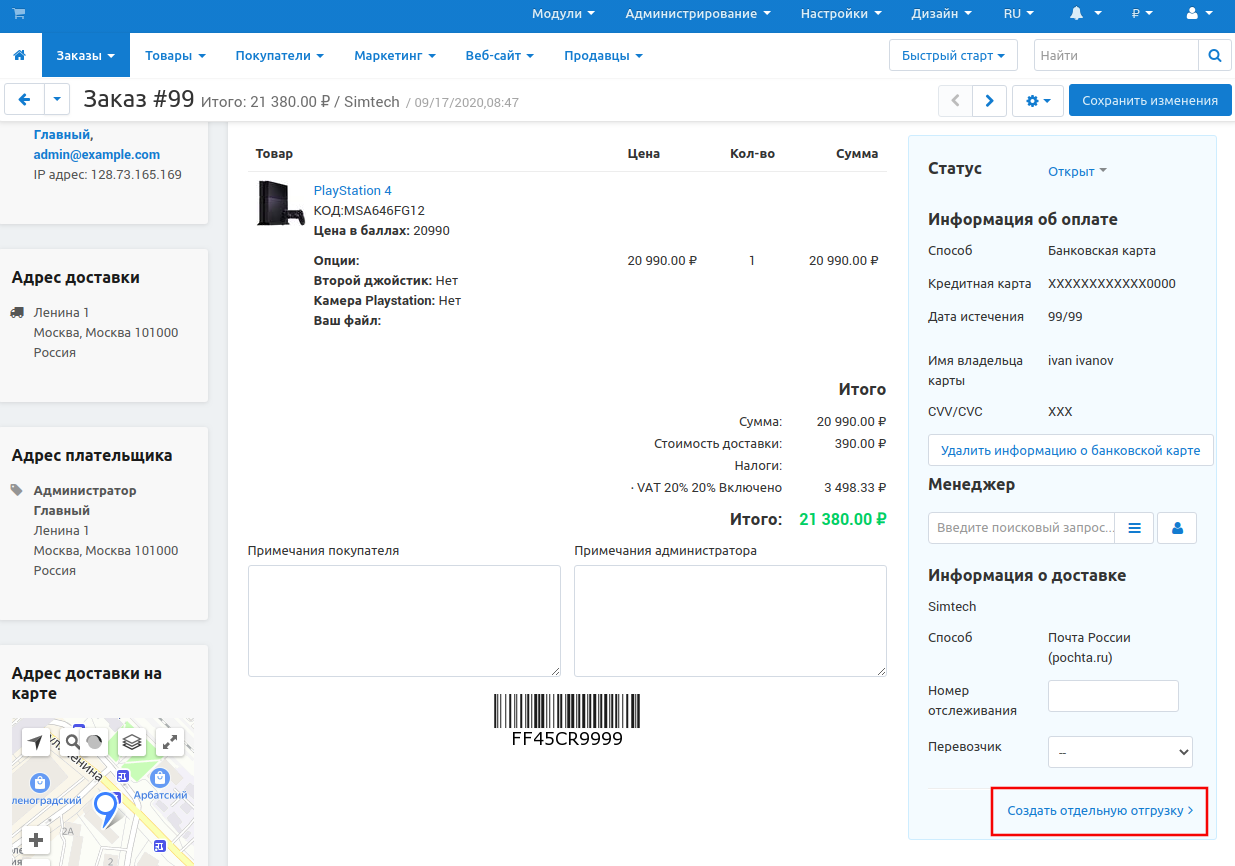 Модули
Администрирование
Настройки
Дизайн
RU
₽
Заказы
Товары
Покупатели
Маркетинг
Веб-сайт
Продавцы
Быстрый старт
Найти
Заказ #99 Итого: 21 380.00 ₽ / Simtech / 09/17/2020,08:47
Сохранить изменения
Главный,
admin@example.com
IP адрес: 128.73.165.169
Адрес доставки
Ленина 1
Москва, Москва 101000
Россия
Адрес плательщика
Администратор
Главный
Ленина 1
Москва, Москва 101000
Россия
Адрес доставки на
карте
Ленина
леноградский
Арбатский
2А
2
Товар Цена Кол-во Сумма
PlayStation 4
КОД:MSA646FG12
Цена в баллах: 20990
Опции: 20 990.00 ₽ 1 20 990.00 ₽
Второй джойстик: Нет
Камера Playstation: Нет
Ваш файл:
Итого
Сумма: 20 990.00 ₽
Стоимость доставки: 390.00 ₽
Налоги:
· VAT 20% 20% Включено 3 498.33 ₽
Итого: 21 380.00 ₽
Примечания покупателя
Примечания администратора
FF45CR9999
Статус Открыт
Информация об оплате
Способ Банковская карта
Кредитная карта XXXXXXXXXXXX0000
Дата истечения 99/99
Имя владельца ivan ivanov
карты
CVV/CVC XXX
Удалить информацию о банковской карте
Менеджер
Введите поисковый запрос...
Информация о доставке
Simtech
Способ Почта России
(pochta.ru)
Номер
отслеживания
Перевозчик --
Создать отдельную отгрузку